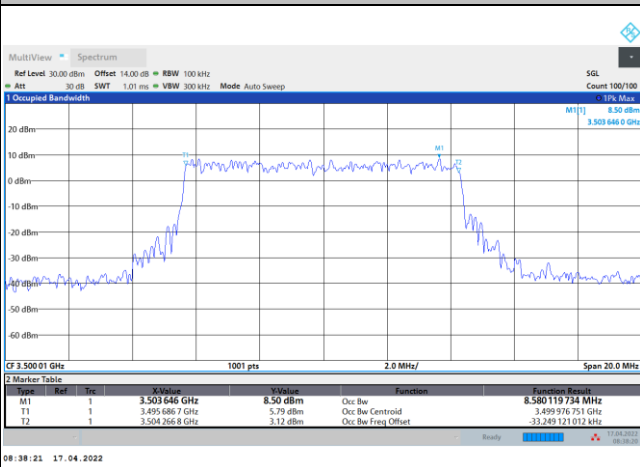 MultiView Spectrum
Ref Level 30.00 dBm Offset 14.00 dB RBW 100 kHz SGL
Att 30 dB SWT 1.01 ms VBW 300 kHz Mode Auto Sweep Count 100/100
1 Occupied Bandwidth 1Pk Max
M1[1] 8.50 dBm
3.503 646 0 GHz
20 dBm
M1
10 dBm
T1
T2
0 dBm
-10 dBm
-20 dBm
-30 dBm
-40 dBm
-50 dBm
-60 dBm
CF 3.500 01 GHz 1001 pts 2.0 MHz/ Span 20.0 MHz
2 Marker Table
Type Ref Trc X-Value Y-Value Function Function Result
M1 1 3.503 646 GHz 8.50 dBm Occ Bw 8.580 119 734 MHz
T1 1 3.495 686 7 GHz 5.79 dBm Occ Bw Centroid 3.499 976 751 GHz
T2 1 3.504 266 8 GHz 3.12 dBm Occ Bw Freq Offset -33.249 121 012 kHz
Ready 17.04.2022
08:38:20
08:38:21 17.04.2022